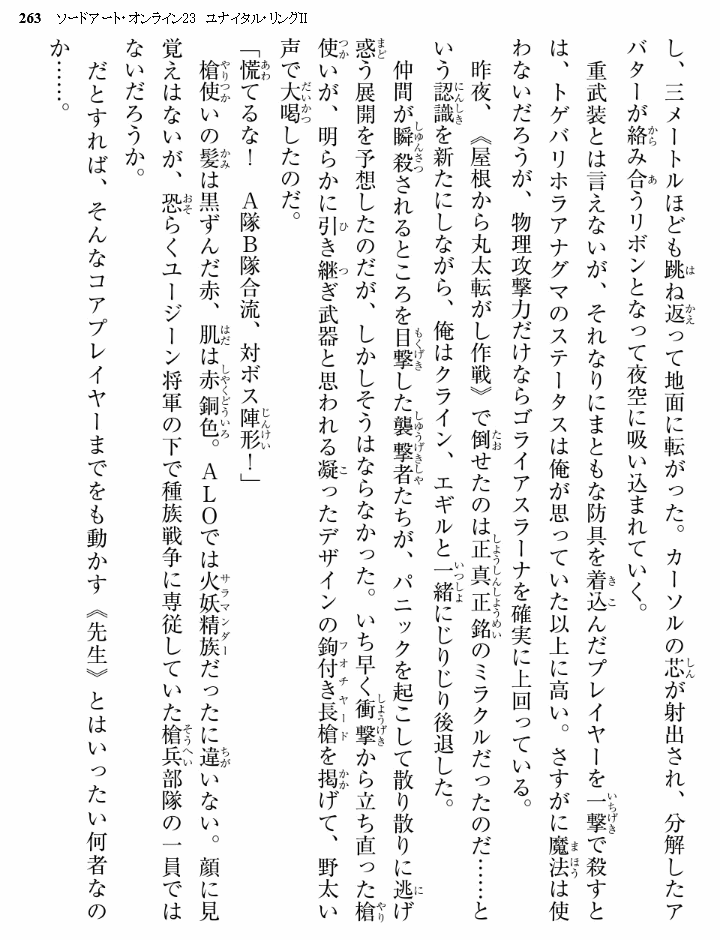 263 ソードアート・オンライン23 ユナイタル・リングⅡ
し、三メートルほども跳ね返って地面に転がった。カーソルの芯が射出され、分解したア
バターが絡み合うリボンとなって夜空に吸い込まれていく。
重武装とは言えないが、それなりにまともな防具を着込んだプレイヤーを一撃で殺すと
は、トゲバリホラアナグマのステータスは俺が思っていた以上に高い。さすがに魔法は使
わないだろうが、物理攻撃力だけならゴライアスラーナを確実に上回っている。
昨夜、《屋根から丸太転がし作戦》で倒せたのは正真正銘のミラクルだったのだ……と
いう認識を新たにしながら、俺はクライン、エギルと一緒にじりじり後退した。
仲間が瞬殺されるところを目撃した襲撃者たちが、パニックを起こして散り散りに逃げ
惑う展開を予想したのだが、しかしそうはならなかった。いち早く衝撃から立ち直った槍
使いが、明らかに引き継ぎ武器と思われる凝ったデザインの鉤付き長槍を掲げて、野太い
声で大喝したのだ。
「慌てるな！　Ａ隊Ｂ隊合流、対ボス陣形！」
槍使いの髪は黒ずんだ赤、肌は赤銅色。ＡＬＯでは火妖精族だったに違いない。顔に見
覚えはないが、恐らくユージーン将軍の下で種族戦争に専従していた槍兵部隊の一員では
ないだろうか。
だとすれば、そんなコアプレイヤーまでをも動かす《先生》とはいったい何者なの
か……。